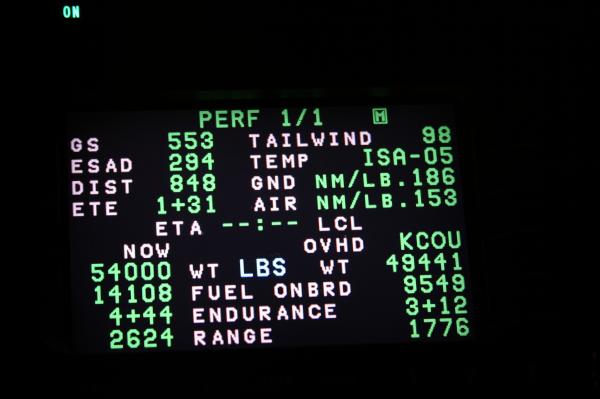 ON
PERF 1/1 M
GS 553 TAILWIND 98
ESAD 294 TEMP ISA-05
DIST 848 GND NM/LB.186
ETE 1+31 AIR NM/LB.153
ETA --:-- LCL
NOW OVHD KCOU
54000 WT LBS WT 49441
14108 FUEL ONBRD 9549
4+44 ENDURANCE 3+12
2624 RANGE 1776